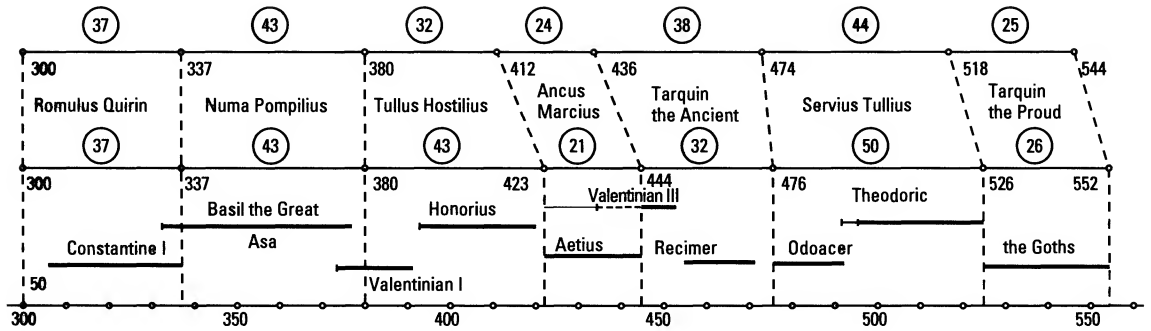 37 43 32 24 38 44 25
300 337 380 412 436 474 518 544
Romulus Quirin Numa Pompilius Tullus Hostilius Ancus Marcius Tarquin the Ancient Servius Tullius Tarquin the Proud
37 43 43 21 32 50 26
300 337 380 423 444 476 526 552
Valentinian III Theodoric
Basil the Great Honorius
Constantine I Asa Aetius Recimer Odoacer the Goths
50 Valentinian I
300 350 400 450 500 550